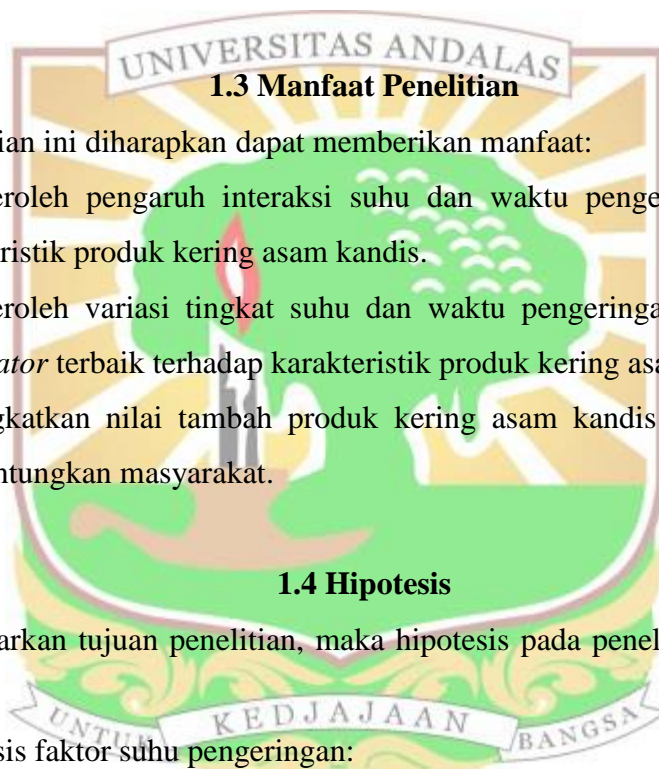 UNIVERSITAS ANDALAS
1.3 Manfaat Penelitian
ian ini diharapkan dapat memberikan manfaat:
eroleh pengaruh interaksi suhu dan waktu penge
ristik produk kering asam kandis.
eroleh variasi tingkat suhu dan waktu pengeringa
ator terbaik terhadap karakteristik produk kering asa
gkatkan nilai tambah produk kering asam kandis
ntungkan masyarakat.
1.4 Hipotesis
arkan tujuan penelitian, maka hipotesis pada penel
UNTUK KEDJAJAAN BANGSA
sis faktor suhu pengeringan: